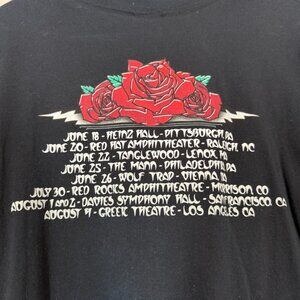 JUNE 18 - HEINZ HALL - PITTSBURGH, PA
JUNE 20 - RED HAT AMPHITHEATER - RALEIGH, NC
JUNE 22 - TANGLEWOOD - LENOX, MA
JUNE 25 - THE MANN - PHILADELPHIA, PA
JUNE 26 - WOLF TRAP - VIENNA, VA
JULY 30 - RED ROCKS AMPHITHEATRE - MORRISON CO
AUGUST 1 AND 2 - DAVIES SYMPHONY HALL - SAN FRANCISCO, CA
AUGUST - GREEK THEATRE - LOS ANGELES CA